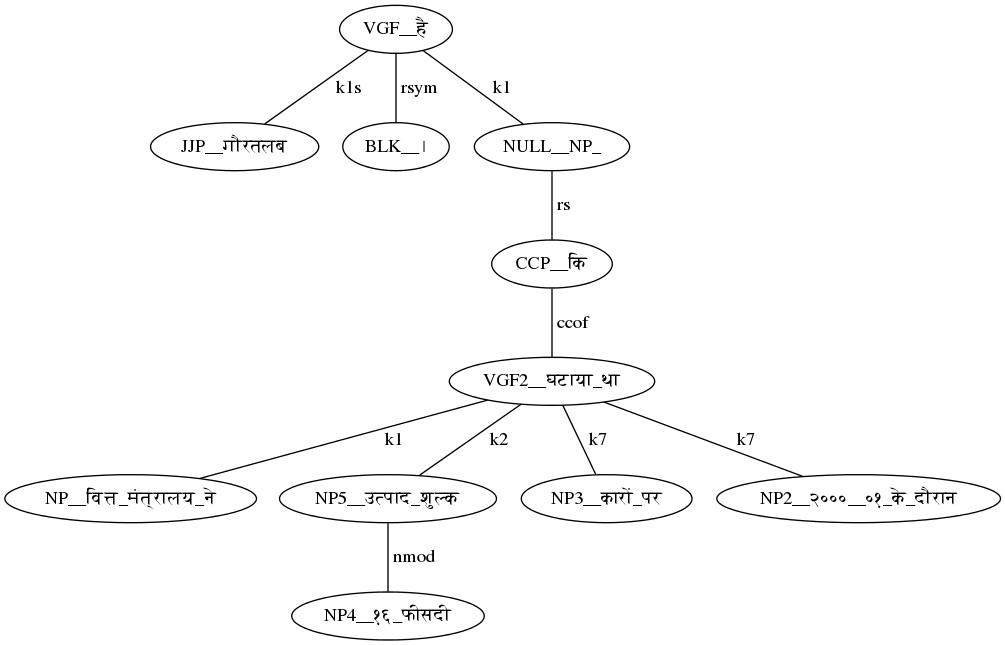 VGF__है
k1s
rsym
k1
JJP__गौरतलब
BLK__।
NULL__NP_
rs
CCP__कि
ccof
VGF2__घटाया_था
k1
k2
k7
k7
NP__वित्त_मंत्रालय_ने
NP5__उत्पाद_शुल्क
NP3__कारों_पर
NP2__२०००__०१_के_दौरान
nmod
NP4__१६_फीसदी